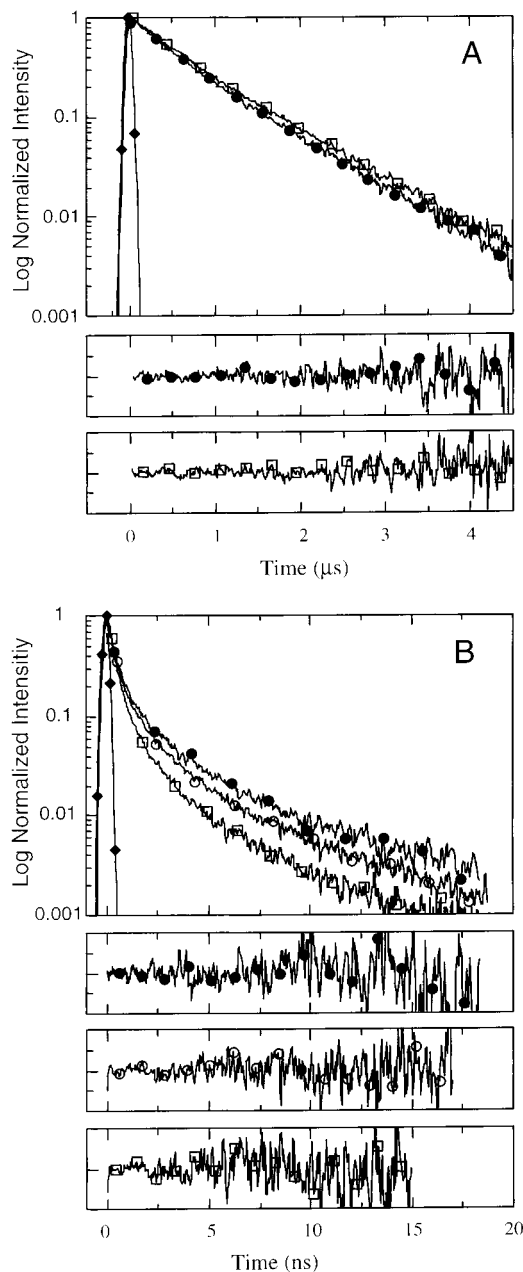 A
Log Normalized Intensity
1
0.1
0.01
0.001
0 1 2 3 4
Time (μs)
B
Log Normalized Intensitiy
1
0.1
0.01
0.001
0 5 10 15 20
Time (ns)